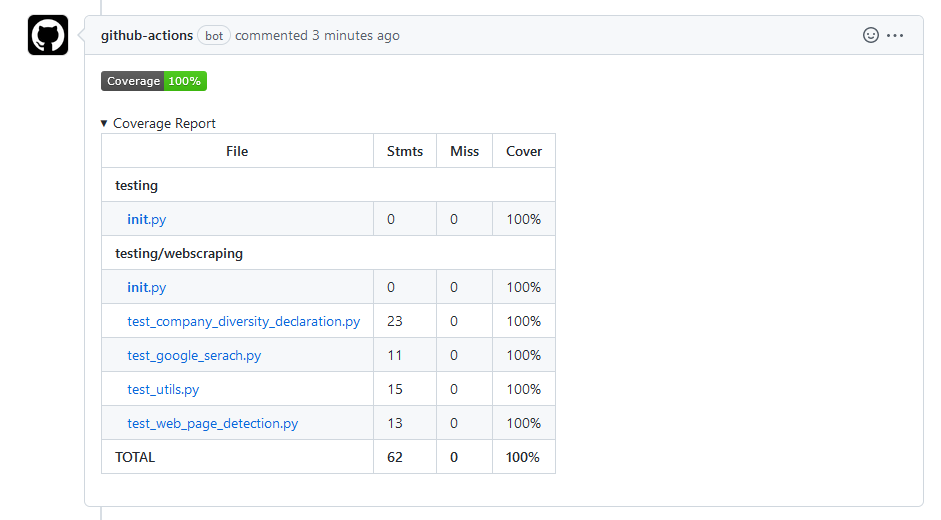 github-actions bot commented 3 minutes ago
Coverage 100%
Coverage Report
File Stmts Miss Cover
testing
init.py 0 0 100%
testing/webscraping
init.py 0 0 100%
test_company_diversity_declaration.py 23 0 100%
test_google_serach.py 11 0 100%
test_utils.py 15 0 100%
test_web_page_detection.py 13 0 100%
TOTAL 62 0 100%